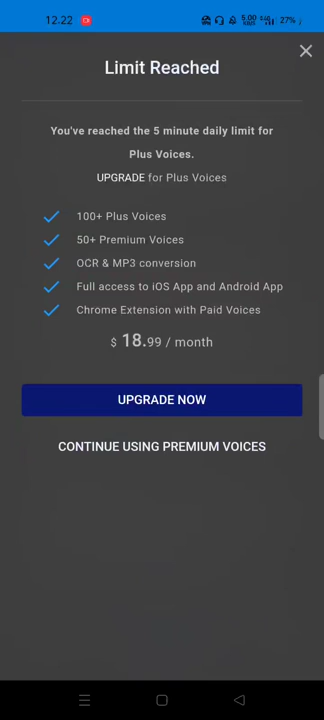 12.22
5,00
KB/S
27%
Limit Reached
You've reached the 5 minute daily limit for
Plus Voices.
UPGRADE for Plus Voices
100+ Plus Voices
50+ Premium Voices
OCR & MP3 conversion
Full access to iOS App and Android App
Chrome Extension with Paid Voices
$ 18.99 / month
UPGRADE NOW
CONTINUE USING PREMIUM VOICES